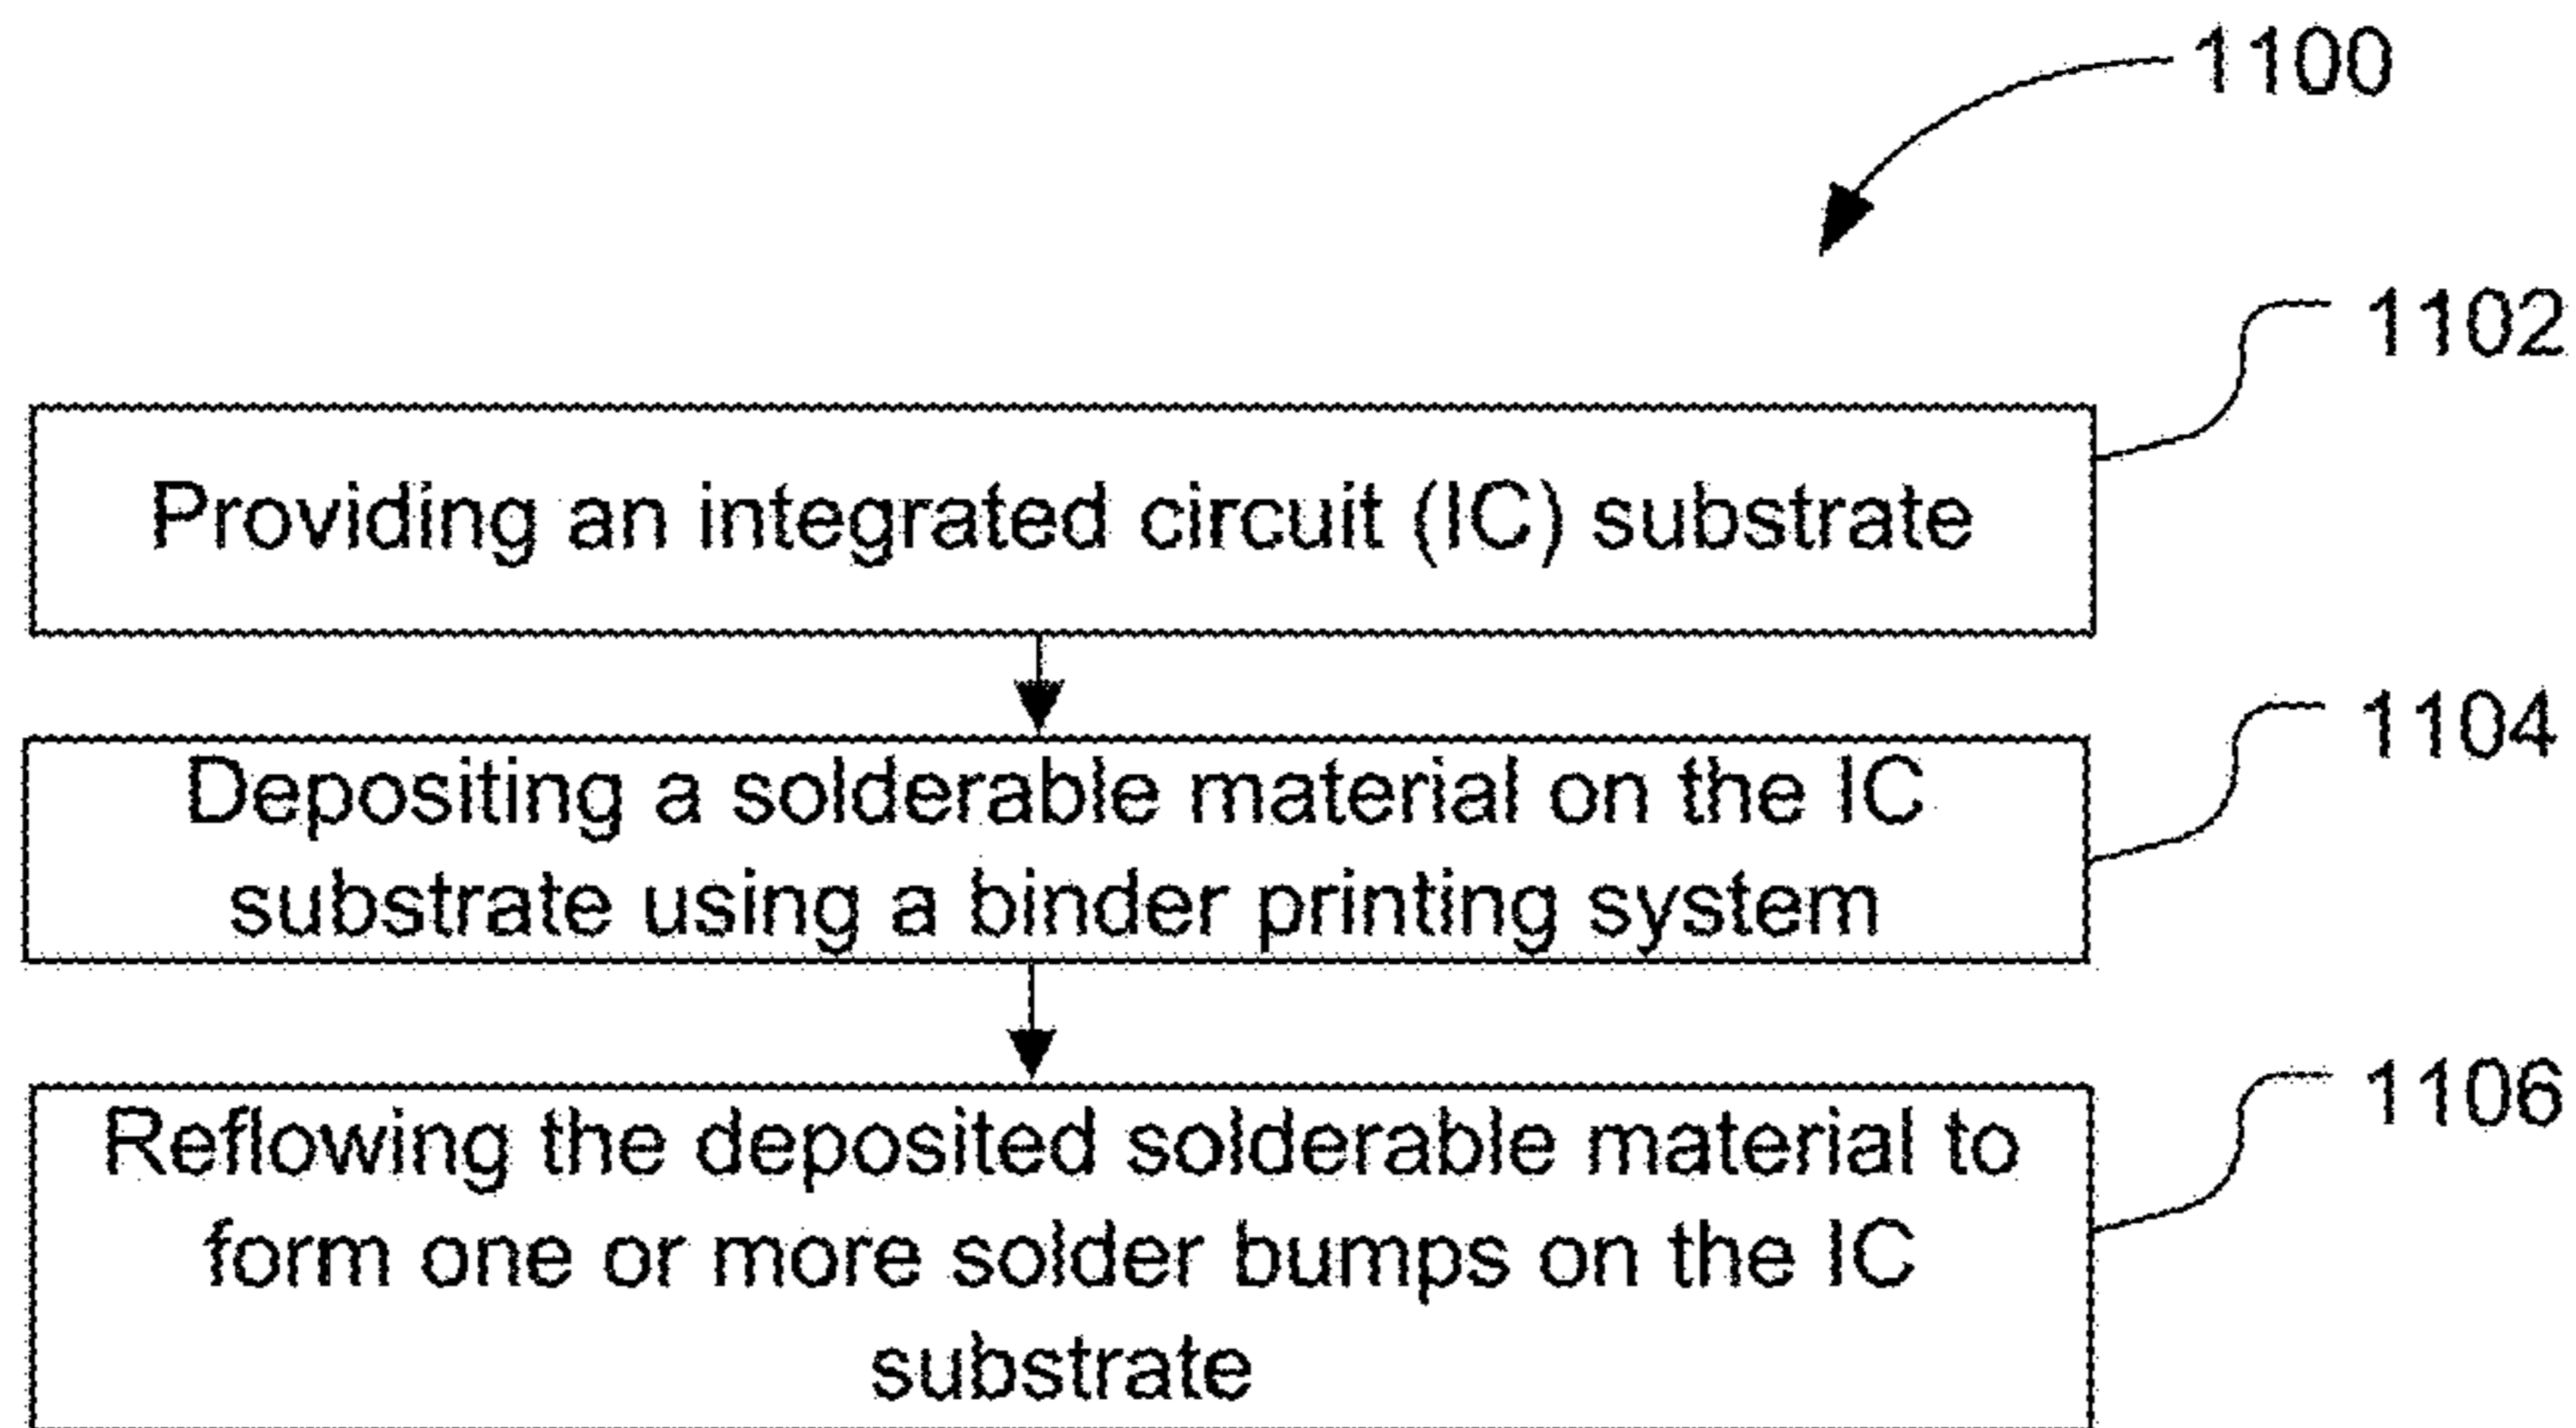 1100
1102
Providing an integrated circuit (IC) substrate
1104
Depositing a solderable material on the IC
substrate using a binder printing system
1106
Reflowing the deposited solderable material to
form one or more solder bumps on the IC
substrate